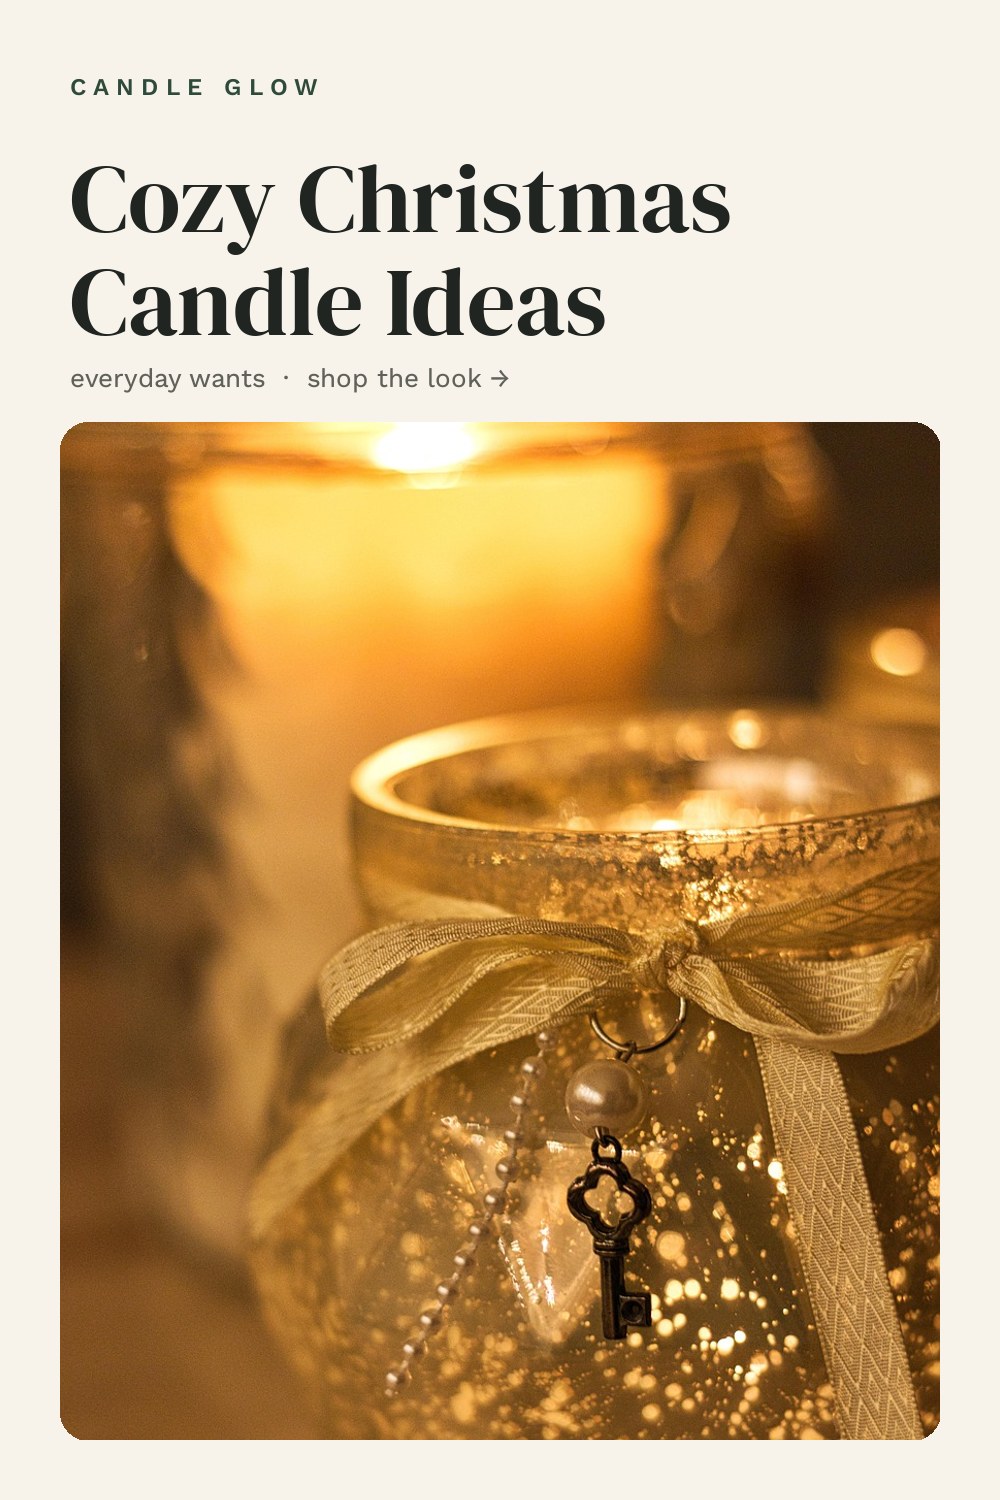 CANDLE GLOW
Cozy Christmas
Candle Ideas
everyday wants · shop the look →